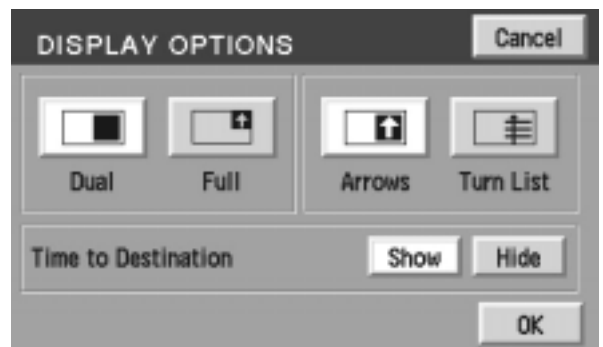 DISPLAY OPTIONS Cancel
Dual Full Arrows Turn List
Time to Destination Show Hide
OK